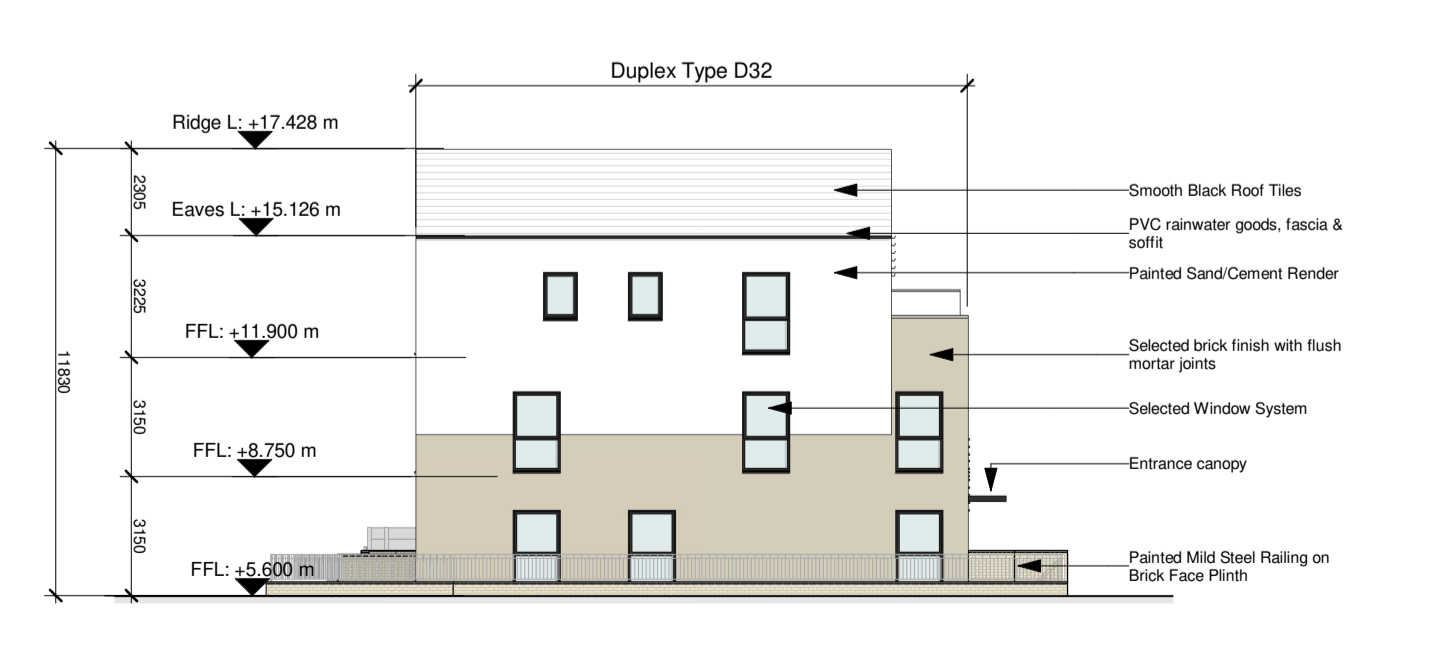 Duplex Type D32
Ridge L: +17.428 m
2305
Smooth Black Roof Tiles
Eaves L: +15.126 m
PVC rainwater goods, fascia &
soffit
Painted Sand/Cement Render
3225
FFL: +11.900 m
Selected brick finish with flush
mortar joints
11830
3150
Selected Window System
FFL: +8.750 m
Entrance canopy
3150
FFL: +5.600 m
Painted Mild Steel Railing on
Brick Face Plinth